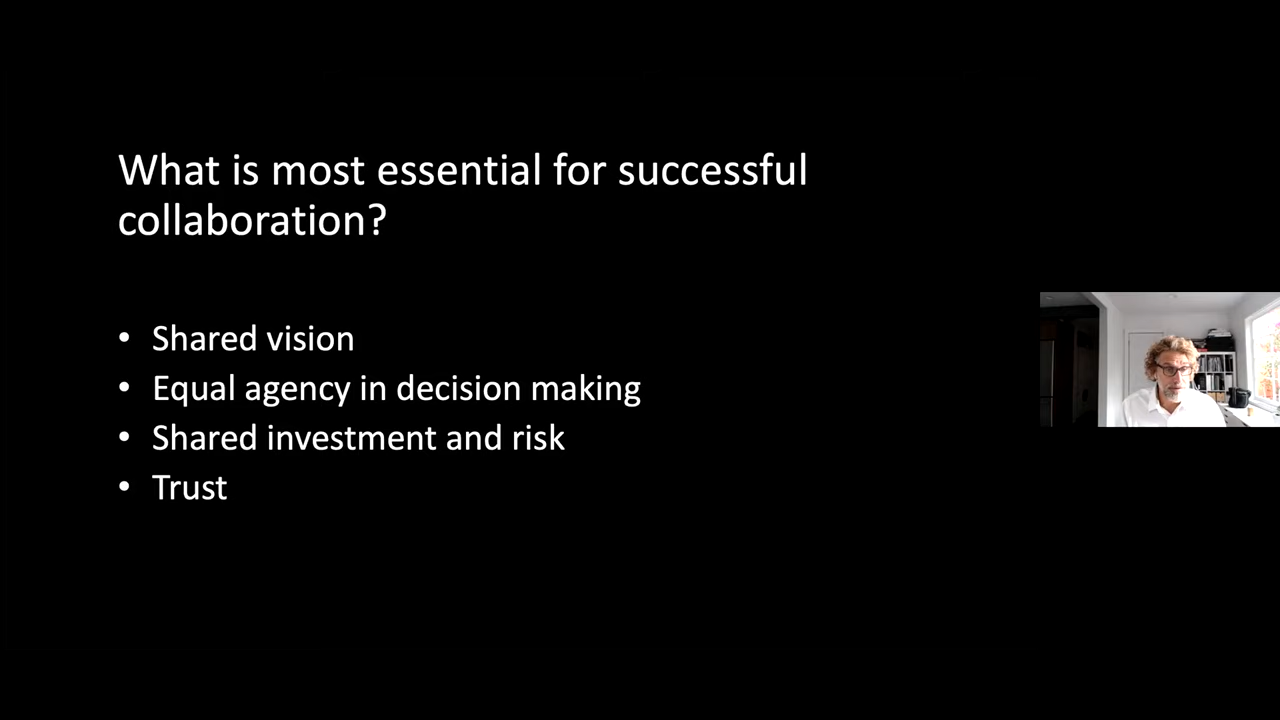 What is most essential for successful
collaboration?
• Shared vision
• Equal agency in decision making
• Shared investment and risk
• Trust